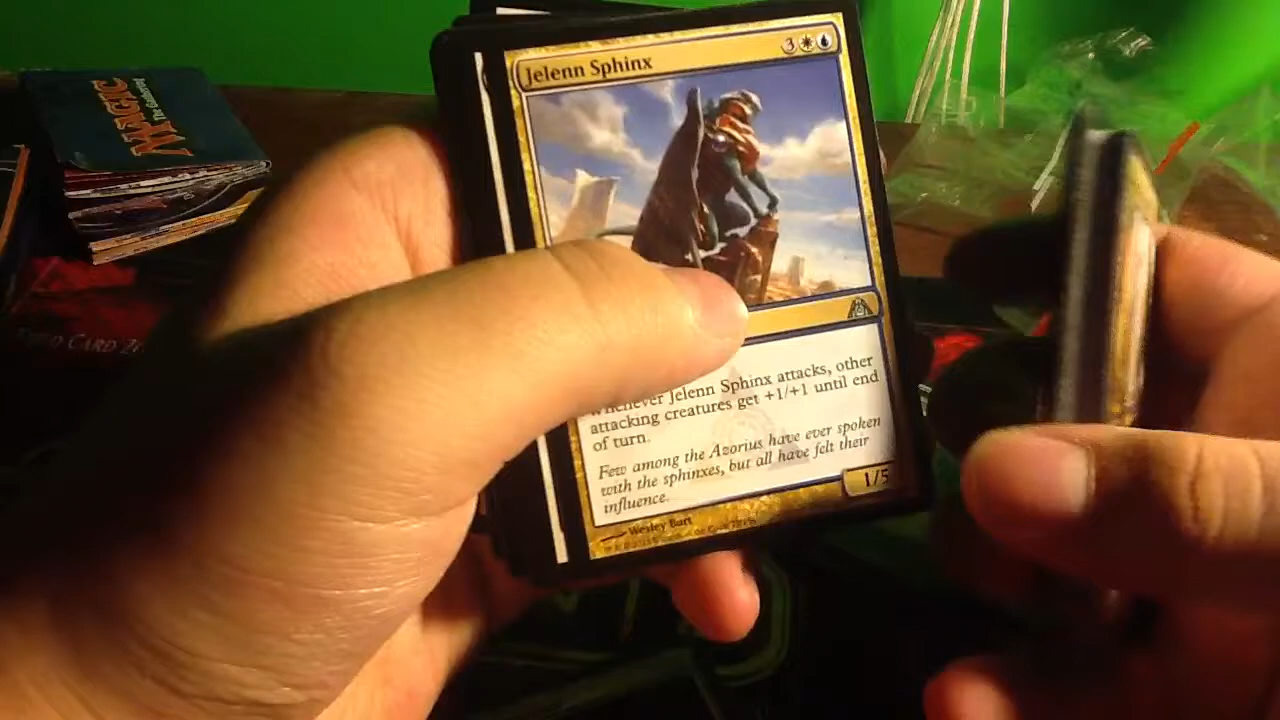 Jelenn Sphinx
3
MAGIC
The Gathering
whenever Jelenn Sphinx attacks, other
attacking creatures get +1/+1 until end
of turn.
Few among the Azorius have ever spoken
with the sphinxes, but all have felt their
influence.
1/5
Wesley Burt
CARD